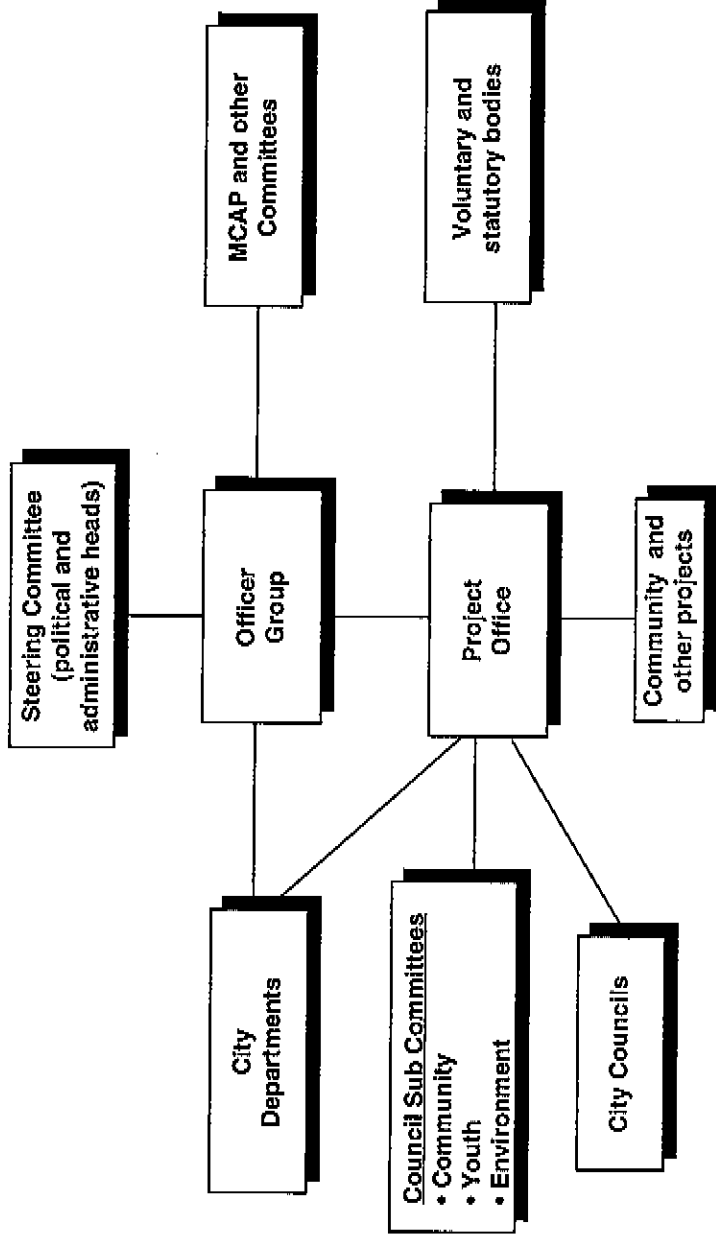 Steering Committee
(political and
administrative heads)
City
Departments
Officer
Group
MCAP and other
Committees
Council Sub Committees
• Community
• Youth
• Environment
Project
Office
Voluntary and
statutory bodies
City Councils
Community and
other projects